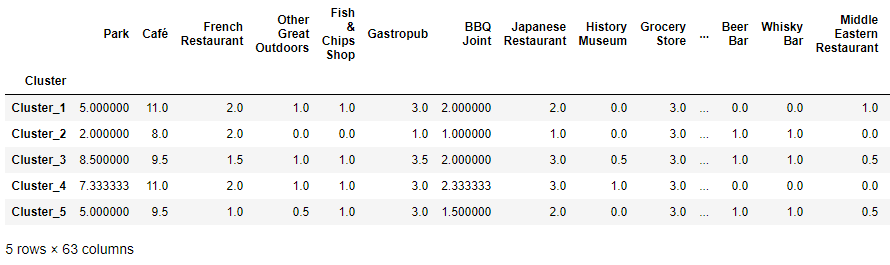 Park Café French Restaurant Other Great Outdoors Fish & Chips Shop Gastropub BBQ Joint Japanese Restaurant History Museum Grocery Store ... Beer Bar Whisky Bar Middle Eastern Restaurant
Cluster
Cluster_1 5.000000 11.0 2.0 1.0 1.0 3.0 2.000000 2.0 0.0 3.0 ... 0.0 0.0 1.0
Cluster_2 2.000000 8.0 2.0 0.0 0.0 1.0 1.000000 1.0 0.0 3.0 ... 1.0 1.0 0.0
Cluster_3 8.500000 9.5 1.5 1.0 1.0 3.5 2.000000 3.0 0.5 3.0 ... 1.0 1.0 0.5
Cluster_4 7.333333 11.0 2.0 1.0 1.0 3.0 2.333333 3.0 1.0 3.0 ... 0.0 0.0 0.0
Cluster_5 5.000000 9.5 1.0 0.5 1.0 3.0 1.500000 2.0 0.0 3.0 ... 1.0 1.0 0.5
5 rows × 63 columns